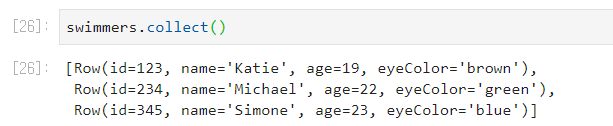 [26]: swimmers.collect()
[26]: [Row(id=123, name='Katie', age=19, eyeColor='brown'),
Row(id=234, name='Michael', age=22, eyeColor='green'),
Row(id=345, name='Simone', age=23, eyeColor='blue')]